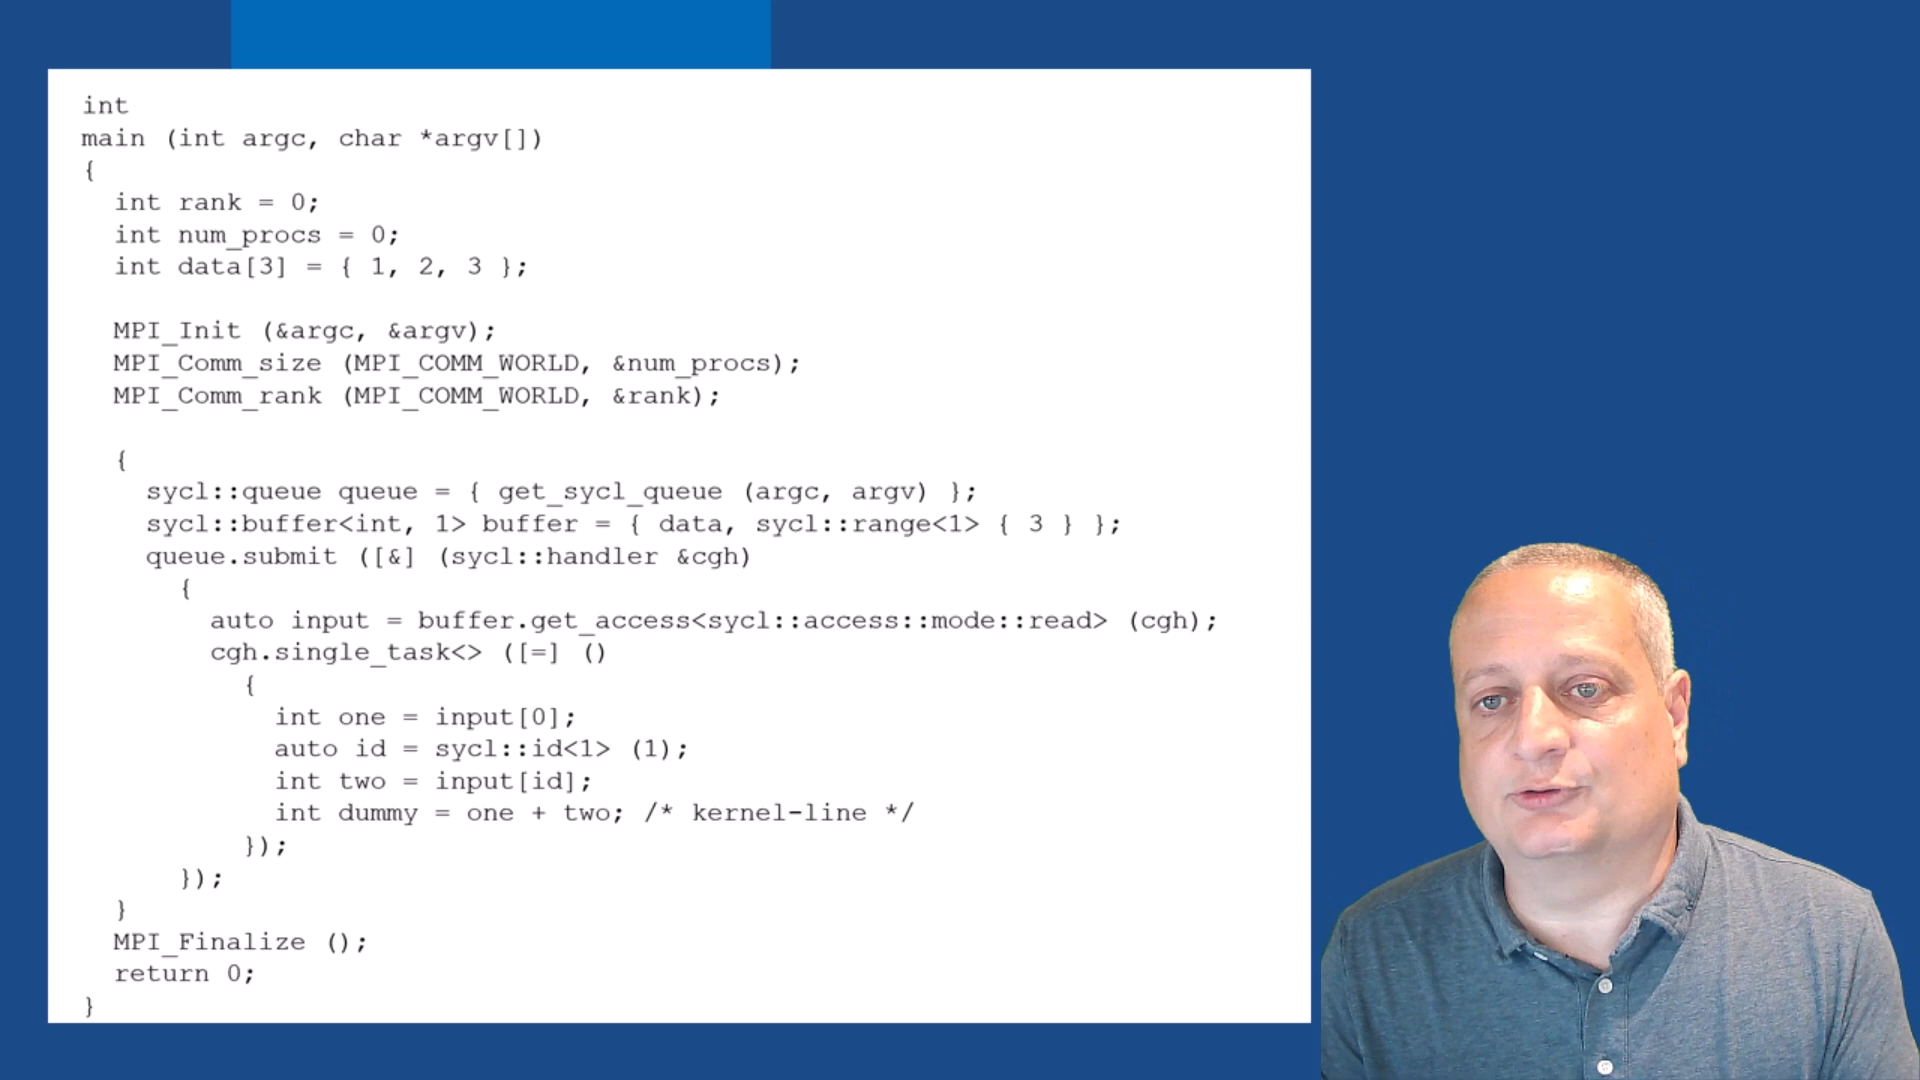 int
main (int argc, char *argv[])
{
  int rank = 0;
  int num_procs = 0;
  int data[3] = { 1, 2, 3 };

  MPI_Init (&argc, &argv);
  MPI_Comm_size (MPI_COMM_WORLD, &num_procs);
  MPI_Comm_rank (MPI_COMM_WORLD, &rank);

  {
    sycl::queue queue = { get_sycl_queue (argc, argv) };
    sycl::buffer<int, 1> buffer = { data, sycl::range<1> { 3 } };
    queue.submit ([&] (sycl::handler &cgh)
      {
        auto input = buffer.get_access<sycl::access::mode::read> (cgh);
        cgh.single_task<> ([=] ()
          {
            int one = input[0];
            auto id = sycl::id<1> (1);
            int two = input[id];
            int dummy = one + two; /* kernel-line */
          });
      });
  }
  MPI_Finalize ();
  return 0;
}